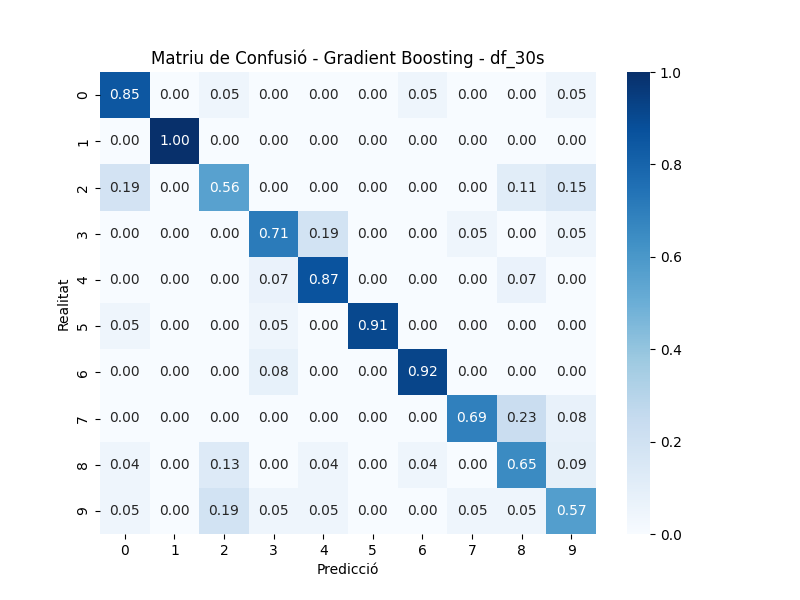 Matriu de Confusió - Gradient Boosting - df_30s
0 0.85 0.00 0.05 0.00 0.00 0.00 0.05 0.00 0.00 0.05
1 0.00 1.00 0.00 0.00 0.00 0.00 0.00 0.00 0.00 0.00
2 0.19 0.00 0.56 0.00 0.00 0.00 0.00 0.00 0.11 0.15
3 0.00 0.00 0.00 0.71 0.19 0.00 0.00 0.05 0.00 0.05
4 0.00 0.00 0.00 0.07 0.87 0.00 0.00 0.00 0.07 0.00
5 0.05 0.00 0.00 0.05 0.00 0.91 0.00 0.00 0.00 0.00
6 0.00 0.00 0.00 0.08 0.00 0.00 0.92 0.00 0.00 0.00
7 0.00 0.00 0.00 0.00 0.00 0.00 0.00 0.69 0.23 0.08
8 0.04 0.00 0.13 0.00 0.04 0.00 0.04 0.00 0.65 0.09
9 0.05 0.00 0.19 0.05 0.05 0.00 0.00 0.05 0.05 0.57
0 1 2 3 4 5 6 7 8 9
Predicció
Realitat
1.0
0.8
0.6
0.4
0.2
0.0